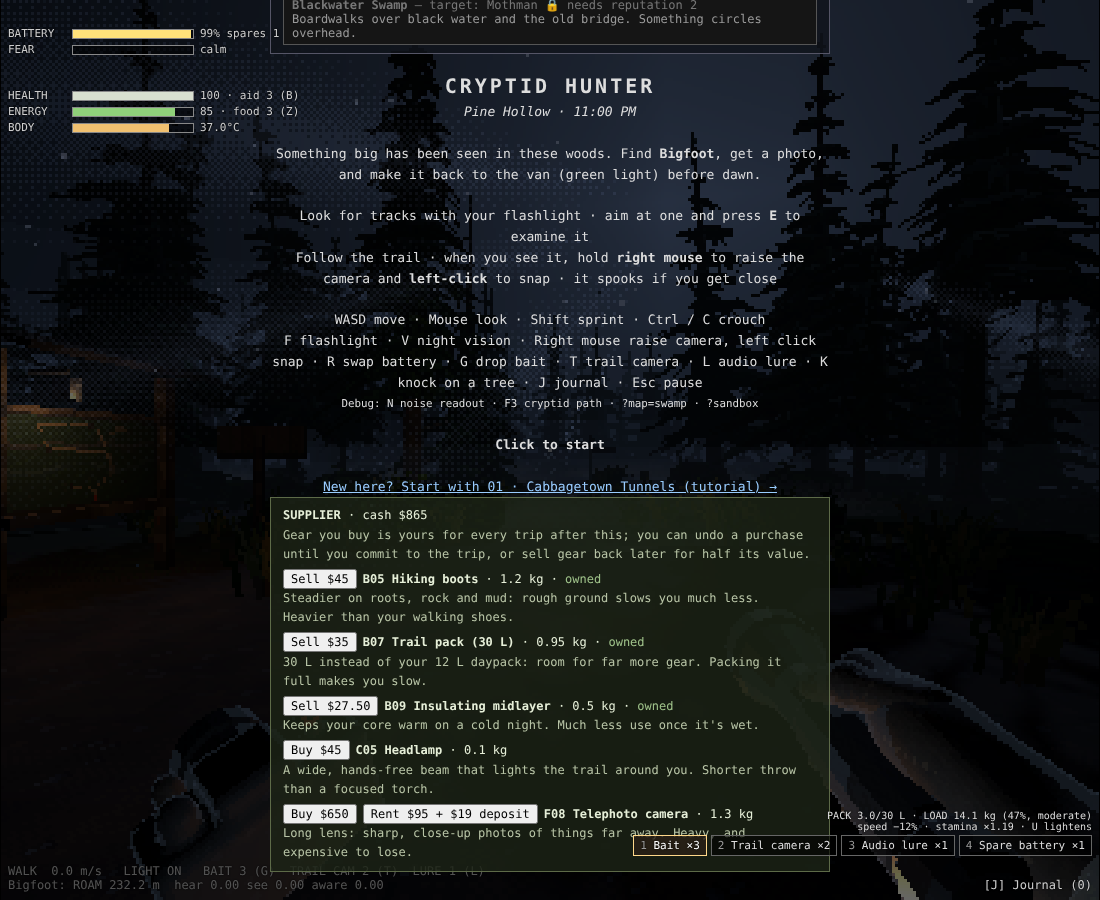 Blackwater Swamp — target: Mothman 🔒 needs reputation 2
Boardwalks over black water and the old bridge. Something circles
overhead.
BATTERY 99% spares 1
FEAR calm
HEALTH 100 · aid 3 (B)
ENERGY 85 · food 3 (Z)
BODY 37.0°C
CRYPTID HUNTER
Pine Hollow · 11:00 PM
Something big has been seen in these woods. Find Bigfoot, get a photo,
and make it back to the van (green light) before dawn.
Look for tracks with your flashlight · aim at one and press E to
examine it
Follow the trail · when you see it, hold right mouse to raise the
camera and left-click to snap · it spooks if you get close
WASD move · Mouse look · Shift sprint · Ctrl / C crouch
F flashlight · V night vision · Right mouse raise camera, left click
snap · R swap battery · G drop bait · T trail camera · L audio lure · K
knock on a tree · J journal · Esc pause
Debug: N noise readout · F3 cryptid path · ?map=swamp · ?sandbox
Click to start
New here? Start with 01 · Cabbagetown Tunnels (tutorial) →
SUPPLIER · cash $865
Gear you buy is yours for every trip after this; you can undo a purchase
until you commit to the trip, or sell gear back later for half its value.
Sell $45 B05 Hiking boots · 1.2 kg · owned
Steadier on roots, rock and mud: rough ground slows you much less.
Heavier than your walking shoes.
Sell $35 B07 Trail pack (30 L) · 0.95 kg · owned
30 L instead of your 12 L daypack: room for far more gear. Packing it
full makes you slow.
Sell $27.50 B09 Insulating midlayer · 0.5 kg · owned
Keeps your core warm on a cold night. Much less use once it's wet.
Buy $45 C05 Headlamp · 0.1 kg
A wide, hands-free beam that lights the trail around you. Shorter throw
than a focused torch.
Buy $650 Rent $95 + $19 deposit F08 Telephoto camera · 1.3 kg
Long lens: sharp, close-up photos of things far away. Heavy, and
expensive to lose.
PACK 3.0/30 L · LOAD 14.1 kg (47%, moderate)
speed −12% · stamina ×1.19 · U lightens
1 Bait ×3 2 Trail camera ×2 3 Audio lure ×1 4 Spare battery ×1
WALK 0.0 m/s LIGHT ON BAIT 3 (G) TRAIL CAM 2 (T) LURE 1 (L)
Bigfoot: ROAM 232.2 m hear 0.00 see 0.00 aware 0.00
[J] Journal (0)